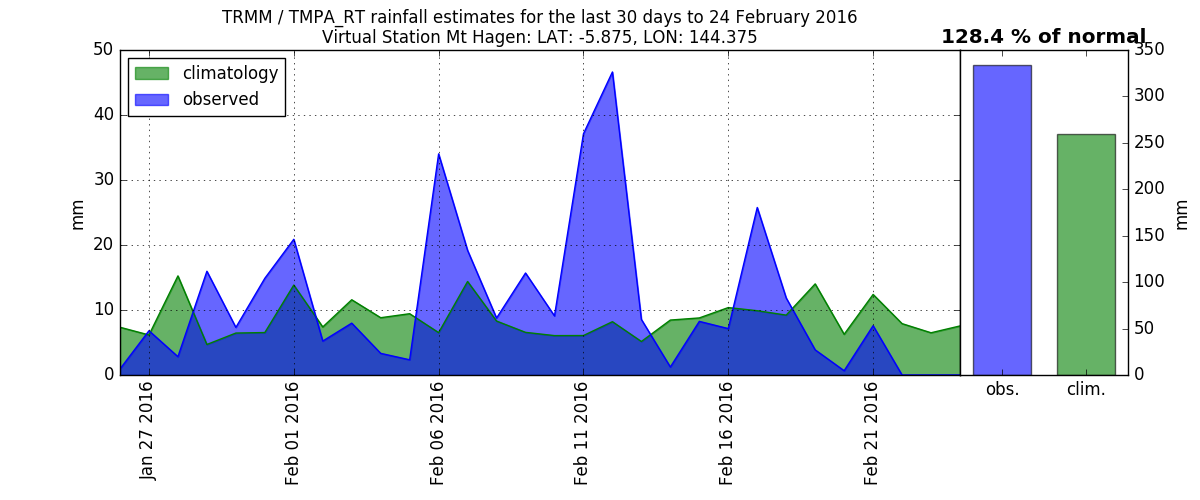 TRMM / TMPA_RT rainfall estimates for the last 30 days to 24 February 2016
Virtual Station Mt Hagen: LAT: -5.875, LON: 144.375
128.4 % of normal
climatology
observed
mm
50
40
30
20
10
0
Jan 27 2016
Feb 01 2016
Feb 06 2016
Feb 11 2016
Feb 16 2016
Feb 21 2016
obs.
clim.
350
300
250
200
150
100
50
0
mm